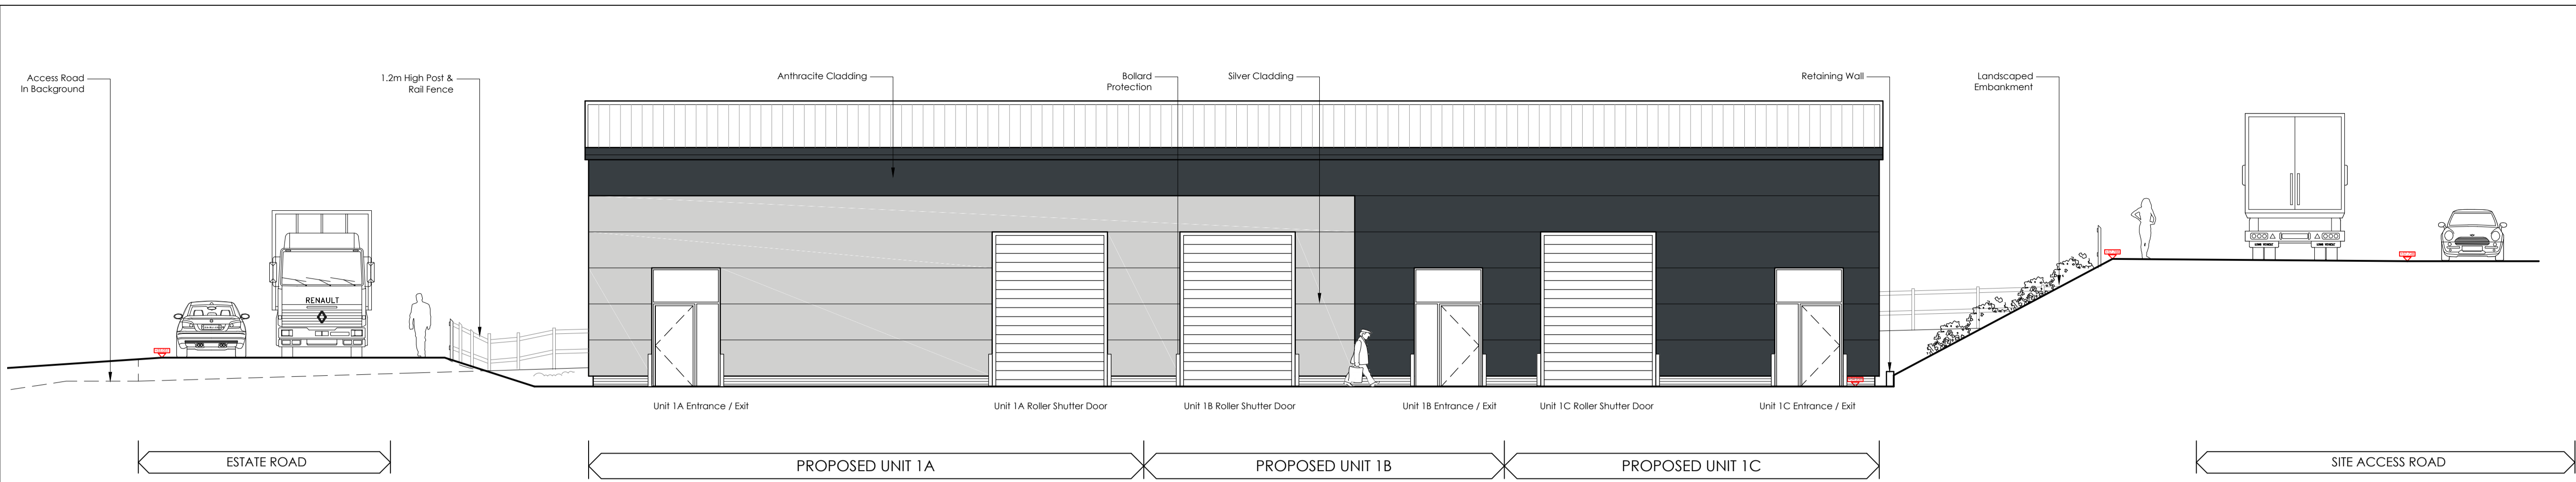 Access Road
In Background
1.2m High Post &
Rail Fence
Anthracite Cladding
Bollard
Protection
Silver Cladding
Retaining Wall
Landscaped
Embankment
RENAULT
Unit 1A Entrance / Exit
Unit 1A Roller Shutter Door
Unit 1B Roller Shutter Door
Unit 1B Entrance / Exit
Unit 1C Roller Shutter Door
Unit 1C Entrance / Exit
ESTATE ROAD
PROPOSED UNIT 1A
PROPOSED UNIT 1B
PROPOSED UNIT 1C
SITE ACCESS ROAD